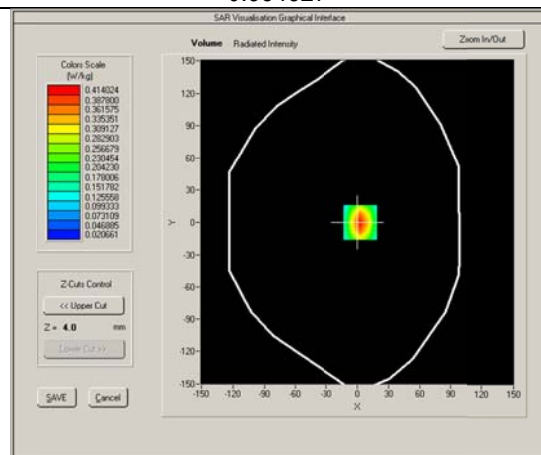 SAR Visualisation Graphical Interface
Volume Radiated Intensity
Zoom In/Out
Colors Scale
(W/kg)
0.414024
0.387800
0.361575
0.335351
0.309127
0.282903
0.256679
0.230454
0.204230
0.178006
0.151782
0.125558
0.099333
0.073109
0.046885
0.020661
Z-Cuts Control
<< Upper Cut
Z = 4.0 mm
Lower Cut >>
SAVE Cancel
150
120
90
60
30
Y 0
-30
-60
-90
-120
-150
-150 -120 -90 -60 -30 0 30 60 90 120 150
X